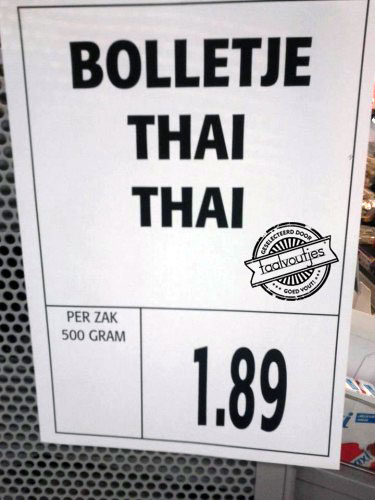 BOLLETJE
THAI
THAI
GESELECTEERD DOOR
taalvoutjes
GOED VOUT!
PER ZAK
500 GRAM
1.89